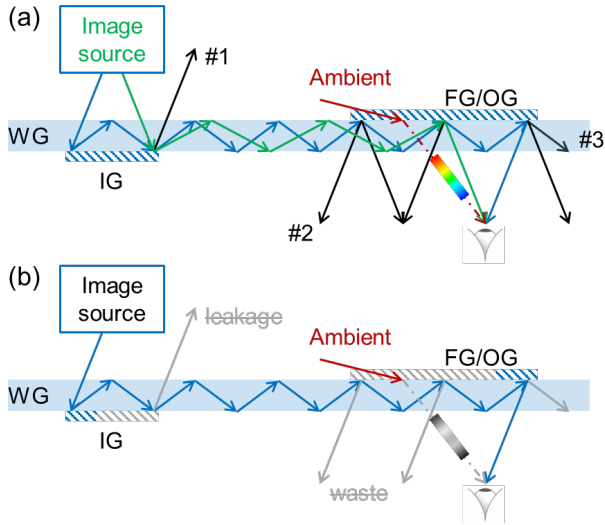 (a)
Image
source
#1
Ambient
FG/OG
WG
#3
IG
#2
(b)
Image
source
leakage
Ambient
FG/OG
WG
IG
waste